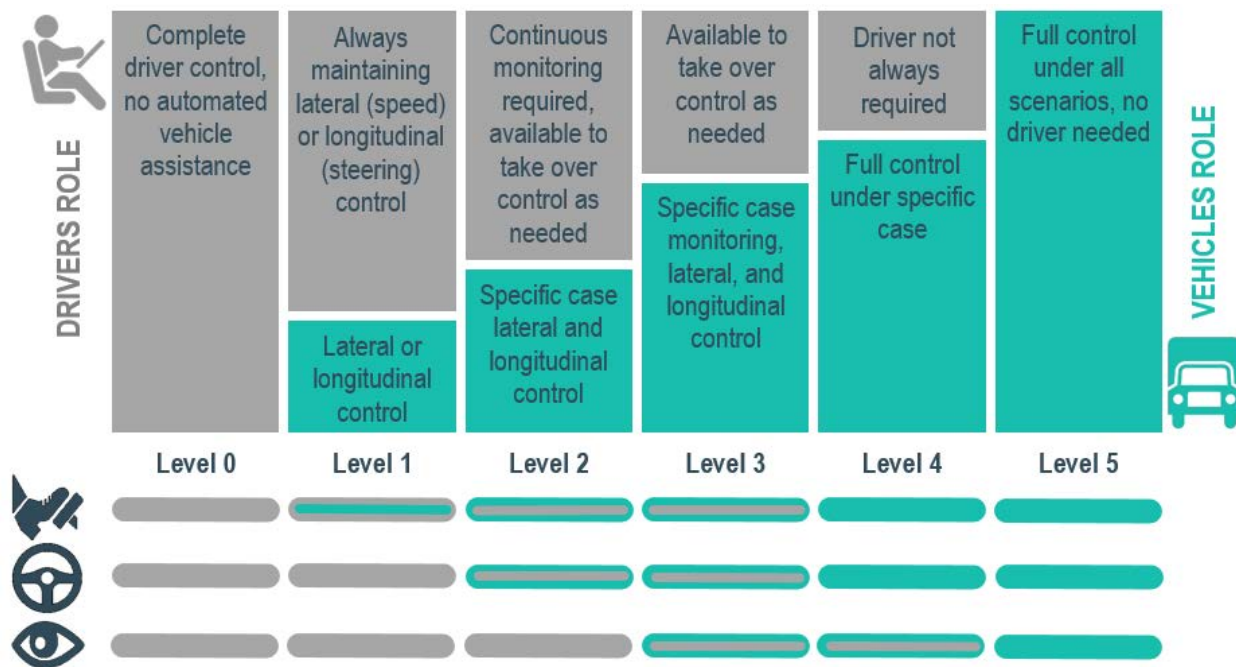 DRIVERS ROLE
Complete
driver control,
no automated
vehicle
assistance
Always
maintaining
lateral (speed)
or longitudinal
(steering)
control
Lateral or
longitudinal
control
Continuous
monitoring
required,
available to
take over
control as
needed
Specific case
lateral and
longitudinal
control
Available to
take over
control as
needed
Specific case
monitoring,
lateral, and
longitudinal
control
Driver not
always
required
Full control
under specific
case
Full control
under all
scenarios, no
driver needed
VEHICLES ROLE
Level 0
Level 1
Level 2
Level 3
Level 4
Level 5